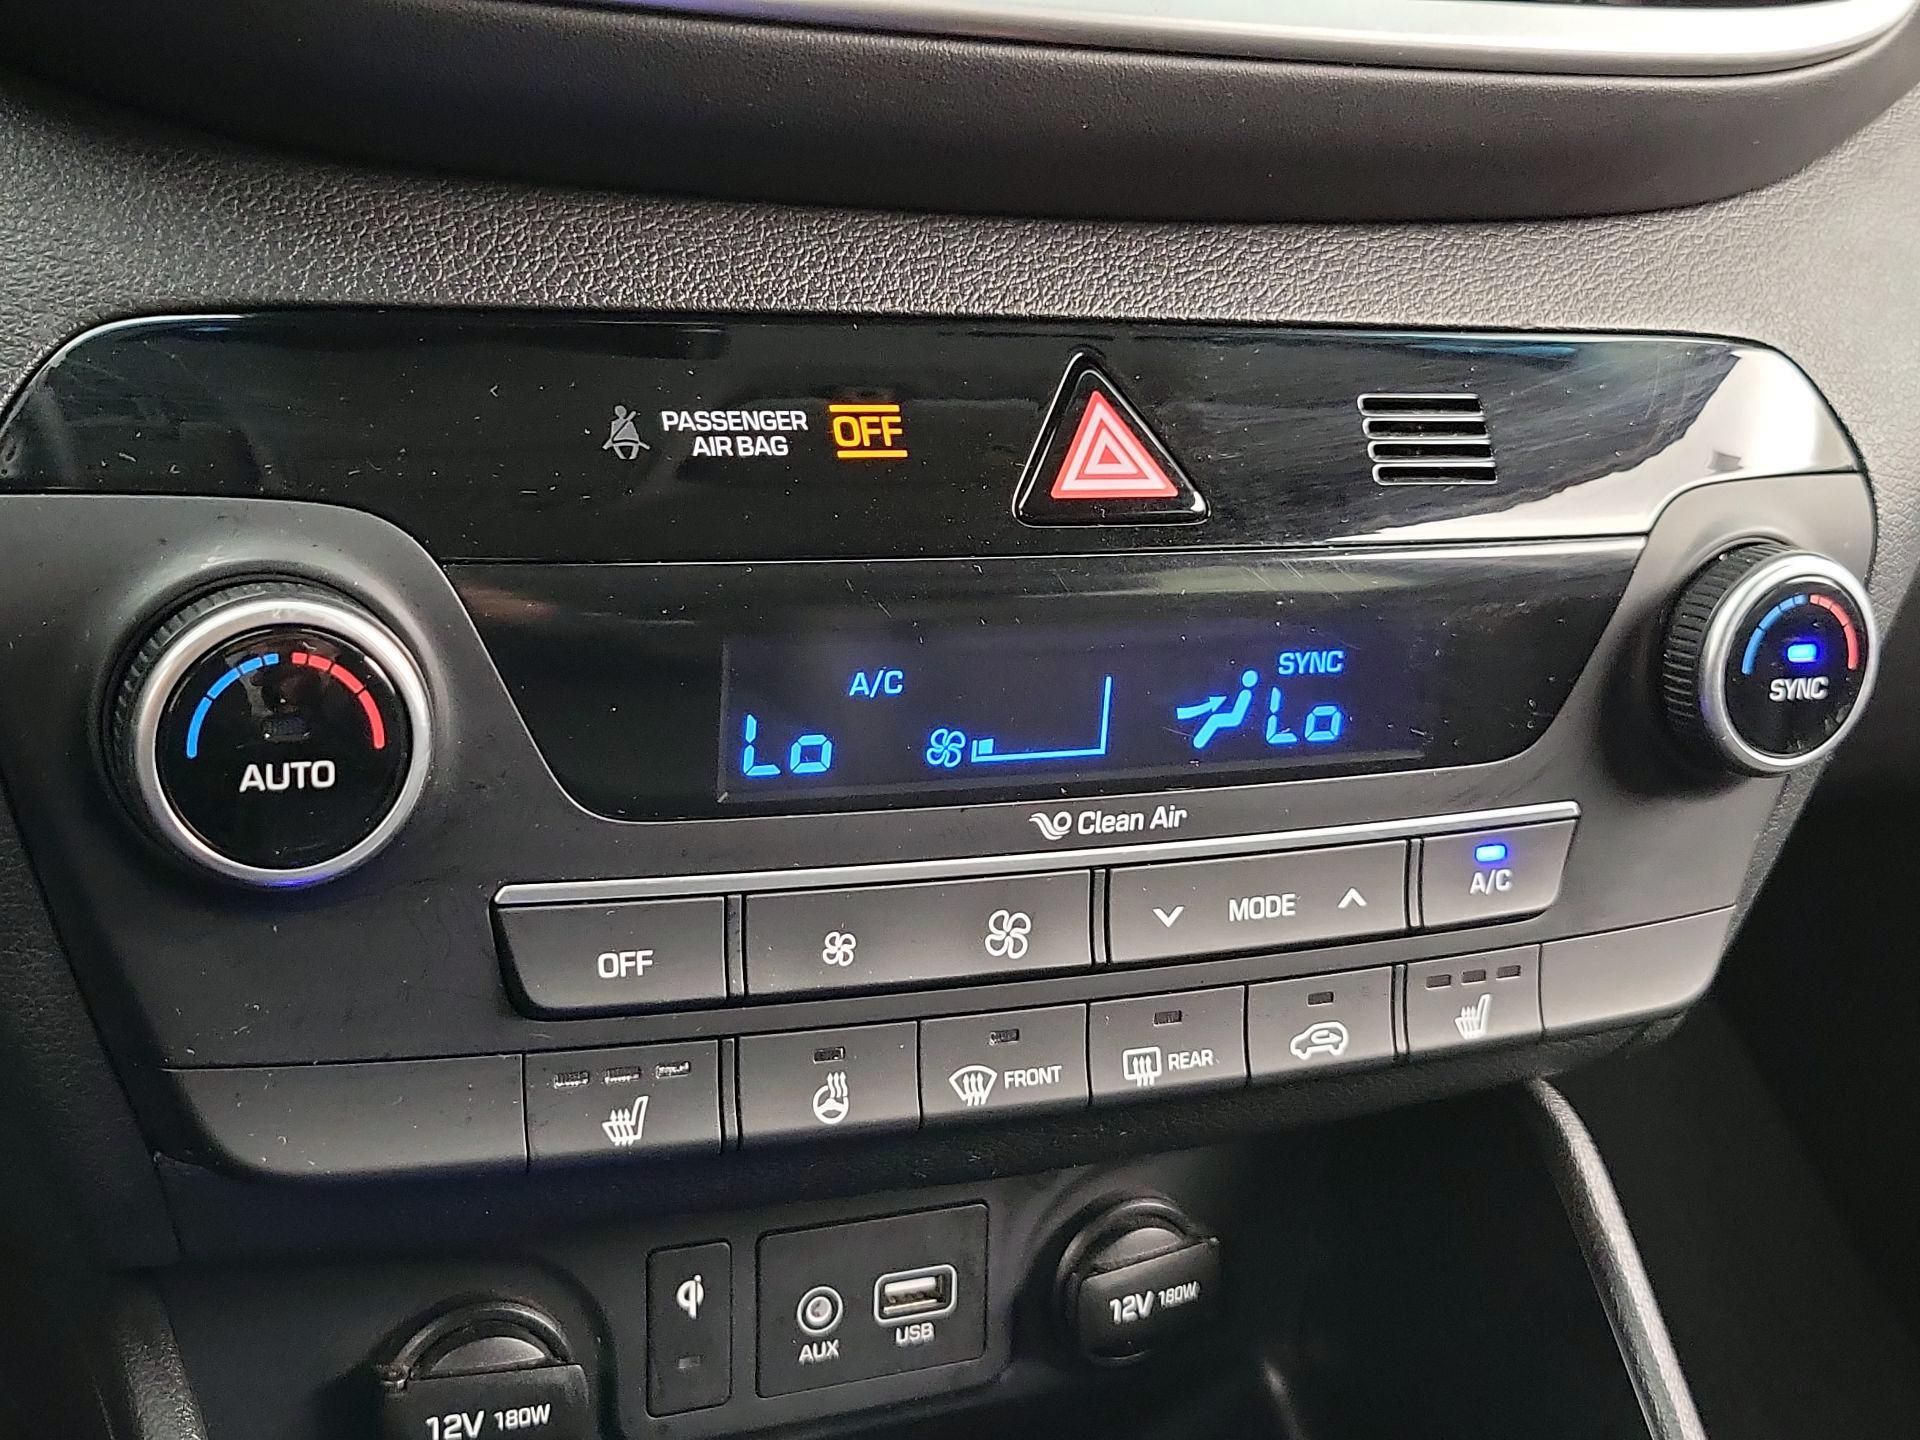 PASSENGER
AIR BAG
OFF
A/C
SYNC
Lo
Lo
AUTO
SYNC
Clean Air
OFF
MODE
A/C
FRONT
REAR
AUX
USB
12V 180W
12V 180W